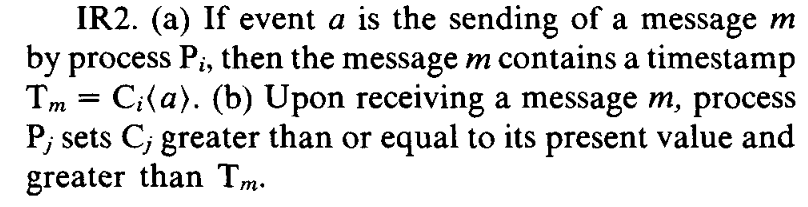 IR2. (a) If event a is the sending of a message m
by process Pᵢ, then the message m contains a timestamp
Tₘ = Cᵢ⟨a⟩. (b) Upon receiving a message m, process
Pⱼ sets Cⱼ greater than or equal to its present value and
greater than Tₘ.